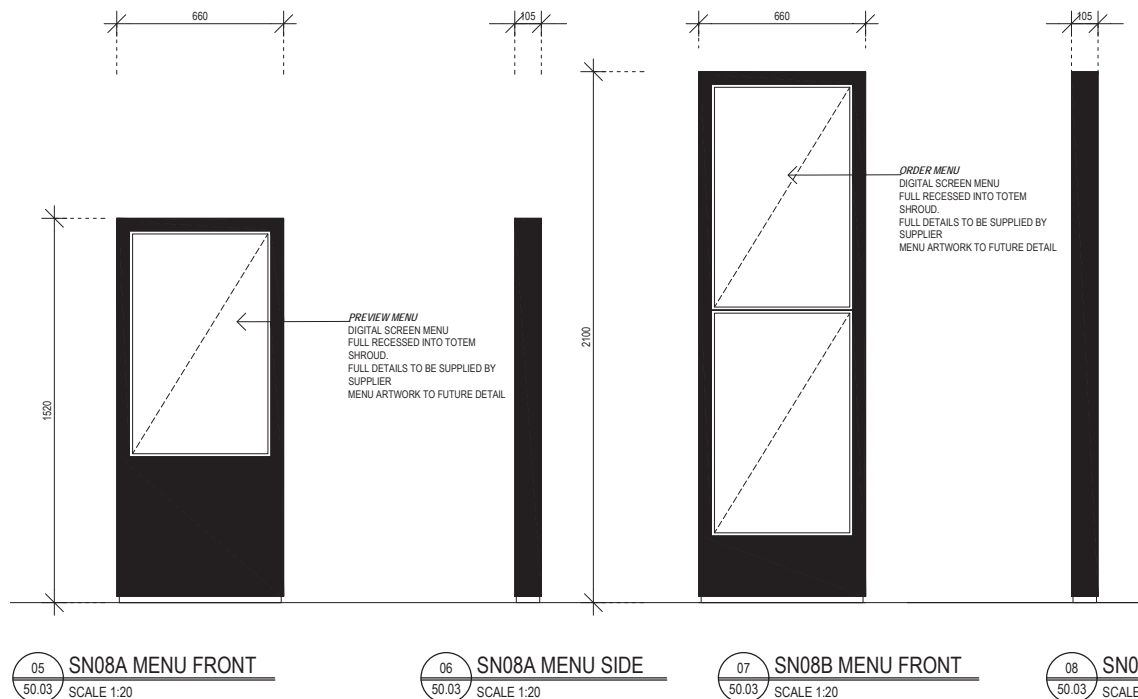 660
105
660
105
ORDER MENU
DIGITAL SCREEN MENU
FULL RECESSED INTO TOTEM
SHROUD.
FULL DETAILS TO BE SUPPLIED BY
SUPPLIER
MENU ARTWORK TO FUTURE DETAIL
PREVIEW MENU
DIGITAL SCREEN MENU
FULL RECESSED INTO TOTEM
SHROUD.
FULL DETAILS TO BE SUPPLIED BY
SUPPLIER
MENU ARTWORK TO FUTURE DETAIL
1520
2100
05 SN08A MENU FRONT
50.03 SCALE 1:20
06 SN08A MENU SIDE
50.03 SCALE 1:20
07 SN08B MENU FRONT
50.03 SCALE 1:20
08 SN0
50.03 SCALE